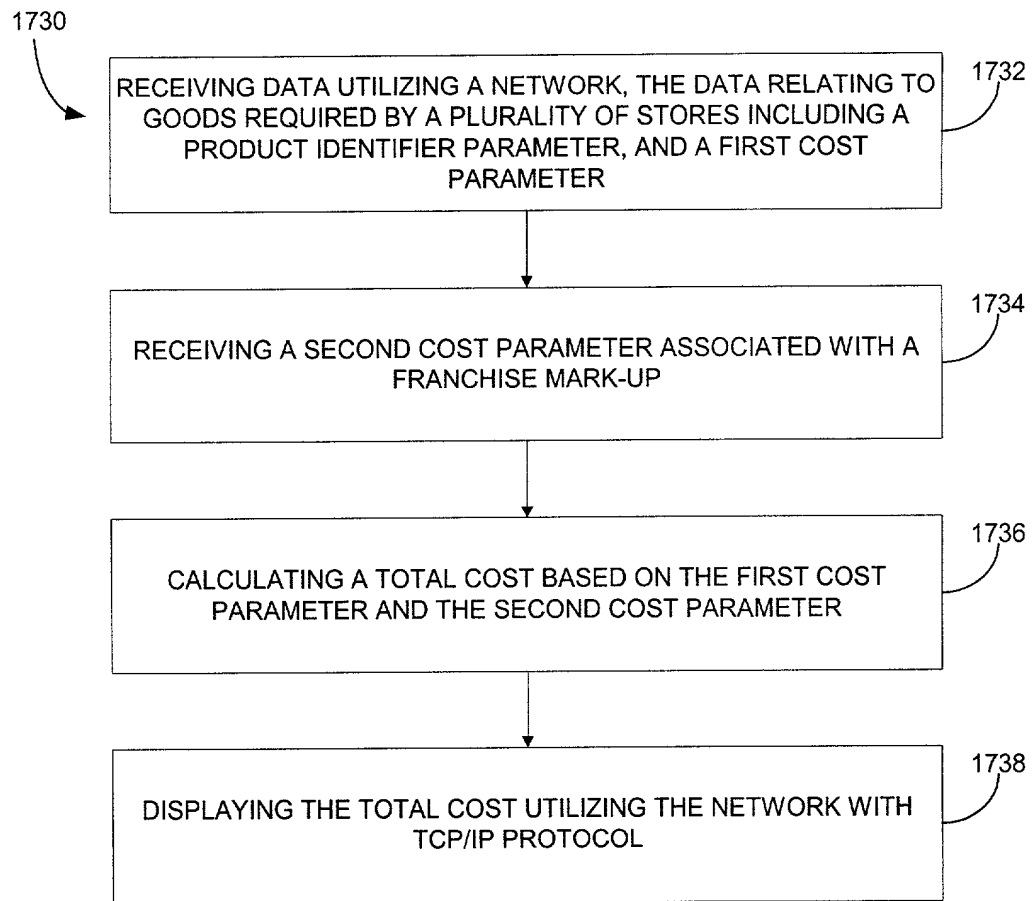 1730
1732
RECEIVING DATA UTILIZING A NETWORK, THE DATA RELATING TO
GOODS REQUIRED BY A PLURALITY OF STORES INCLUDING A
PRODUCT IDENTIFIER PARAMETER, AND A FIRST COST
PARAMETER
1734
RECEIVING A SECOND COST PARAMETER ASSOCIATED WITH A
FRANCHISE MARK-UP
1736
CALCULATING A TOTAL COST BASED ON THE FIRST COST
PARAMETER AND THE SECOND COST PARAMETER
1738
DISPLAYING THE TOTAL COST UTILIZING THE NETWORK WITH
TCP/IP PROTOCOL